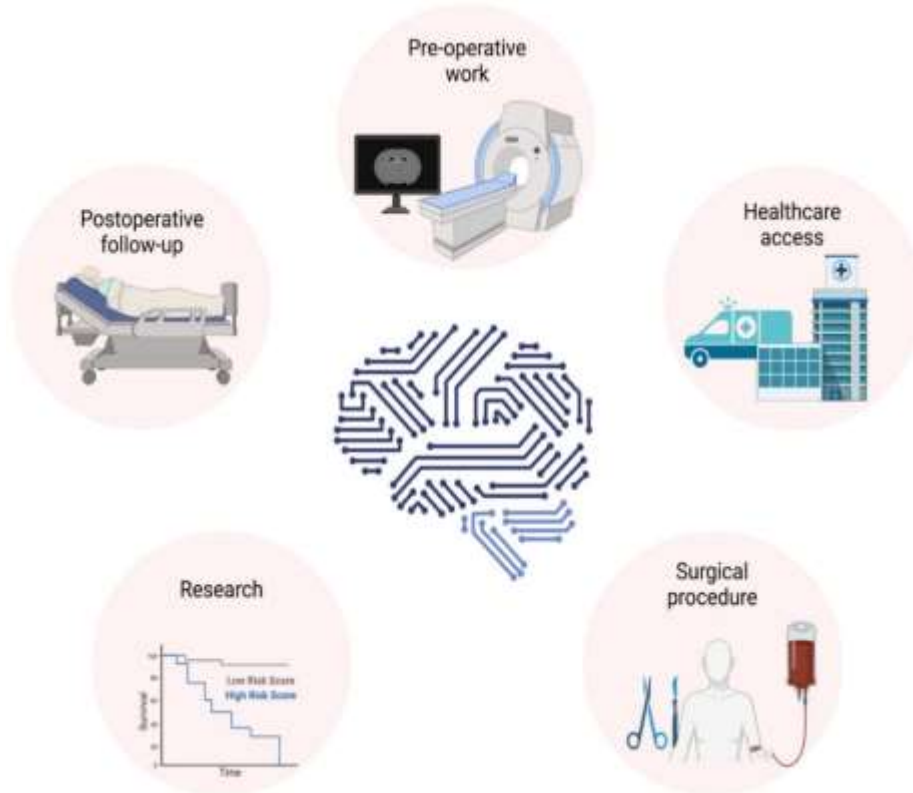 Pre-operative
work
Postoperative
follow-up
Healthcare
access
Research
Low Risk Score
High Risk Score
Survival
Time
Surgical
procedure